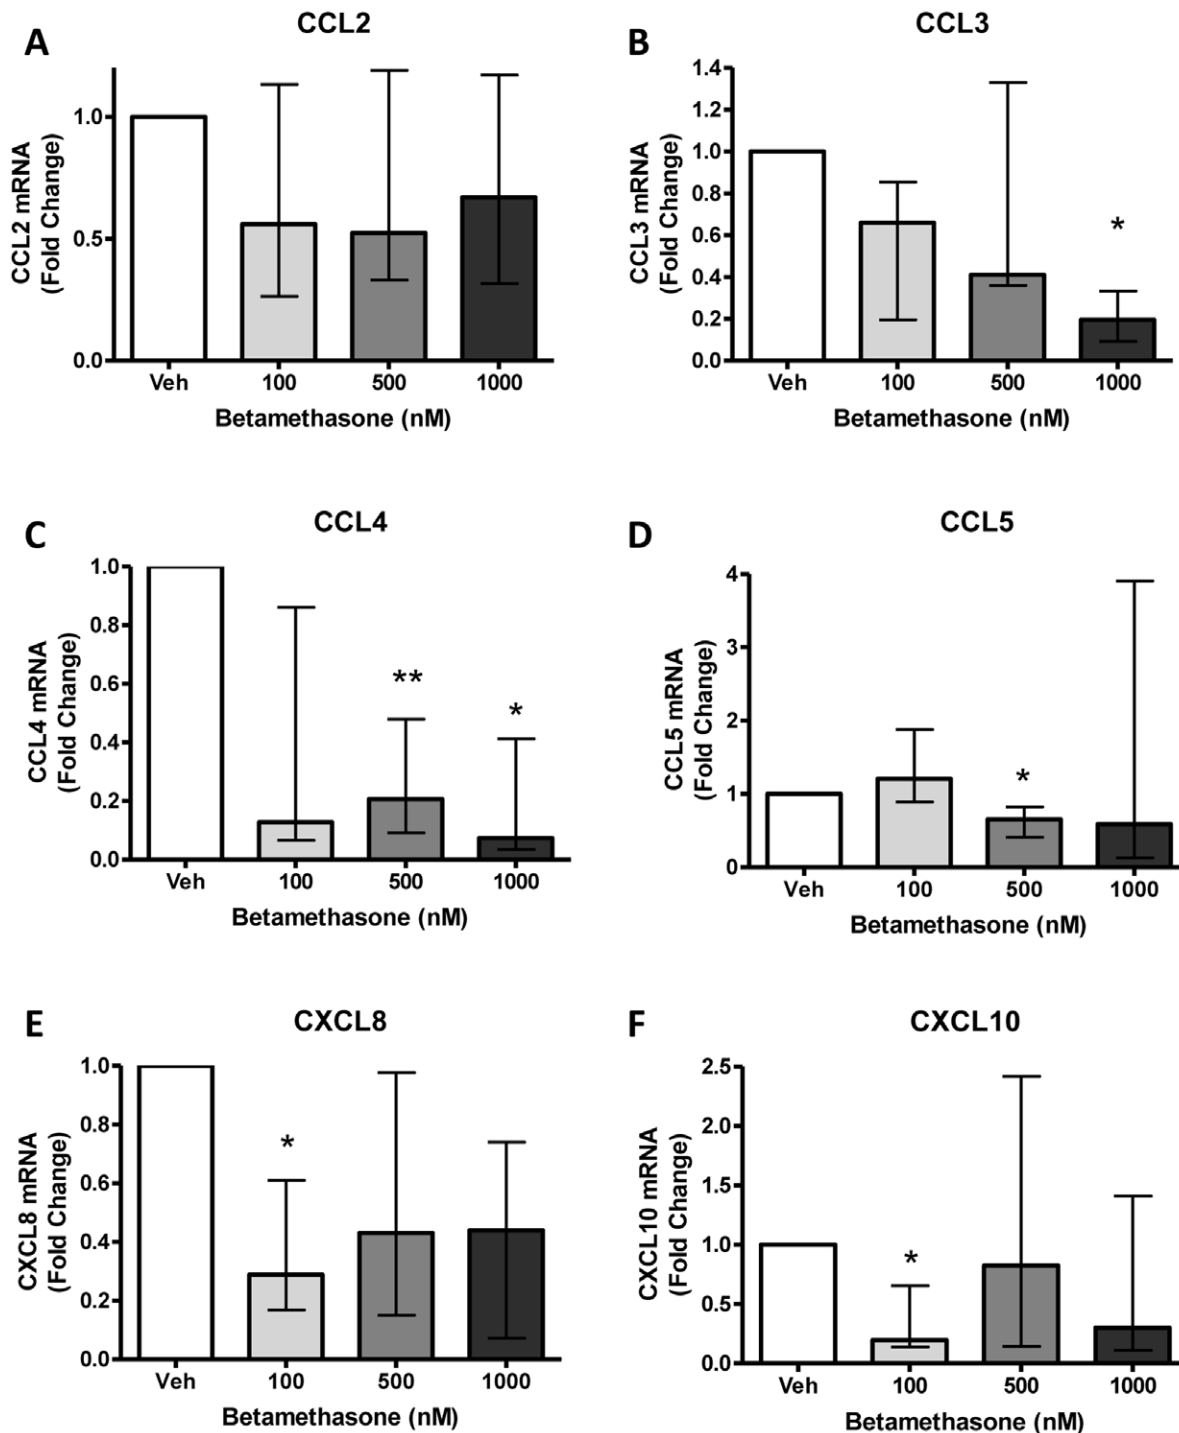 A
CCL2
CCL2 mRNA
(Fold Change)
1.0
0.5
0.0
Veh 100 500 1000
Betamethasone (nM)
B
CCL3
CCL3 mRNA
(Fold Change)
1.4
1.2
1.0
0.8
0.6
0.4
0.2
0.0
*
Veh 100 500 1000
Betamethasone (nM)
C
CCL4
CCL4 mRNA
(Fold Change)
1.0
0.8
0.6
0.4
0.2
0.0
** *
Veh 100 500 1000
Betamethasone (nM)
D
CCL5
CCL5 mRNA
(Fold Change)
4
3
2
1
0
*
Veh 100 500 1000
Betamethasone (nM)
E
CXCL8
CXCL8 mRNA
(Fold Change)
1.0
0.8
0.6
0.4
0.2
0.0
*
Veh 100 500 1000
Betamethasone (nM)
F
CXCL10
CXCL10 mRNA
(Fold Change)
2.5
2.0
1.5
1.0
0.5
0.0
*
Veh 100 500 1000
Betamethasone (nM)